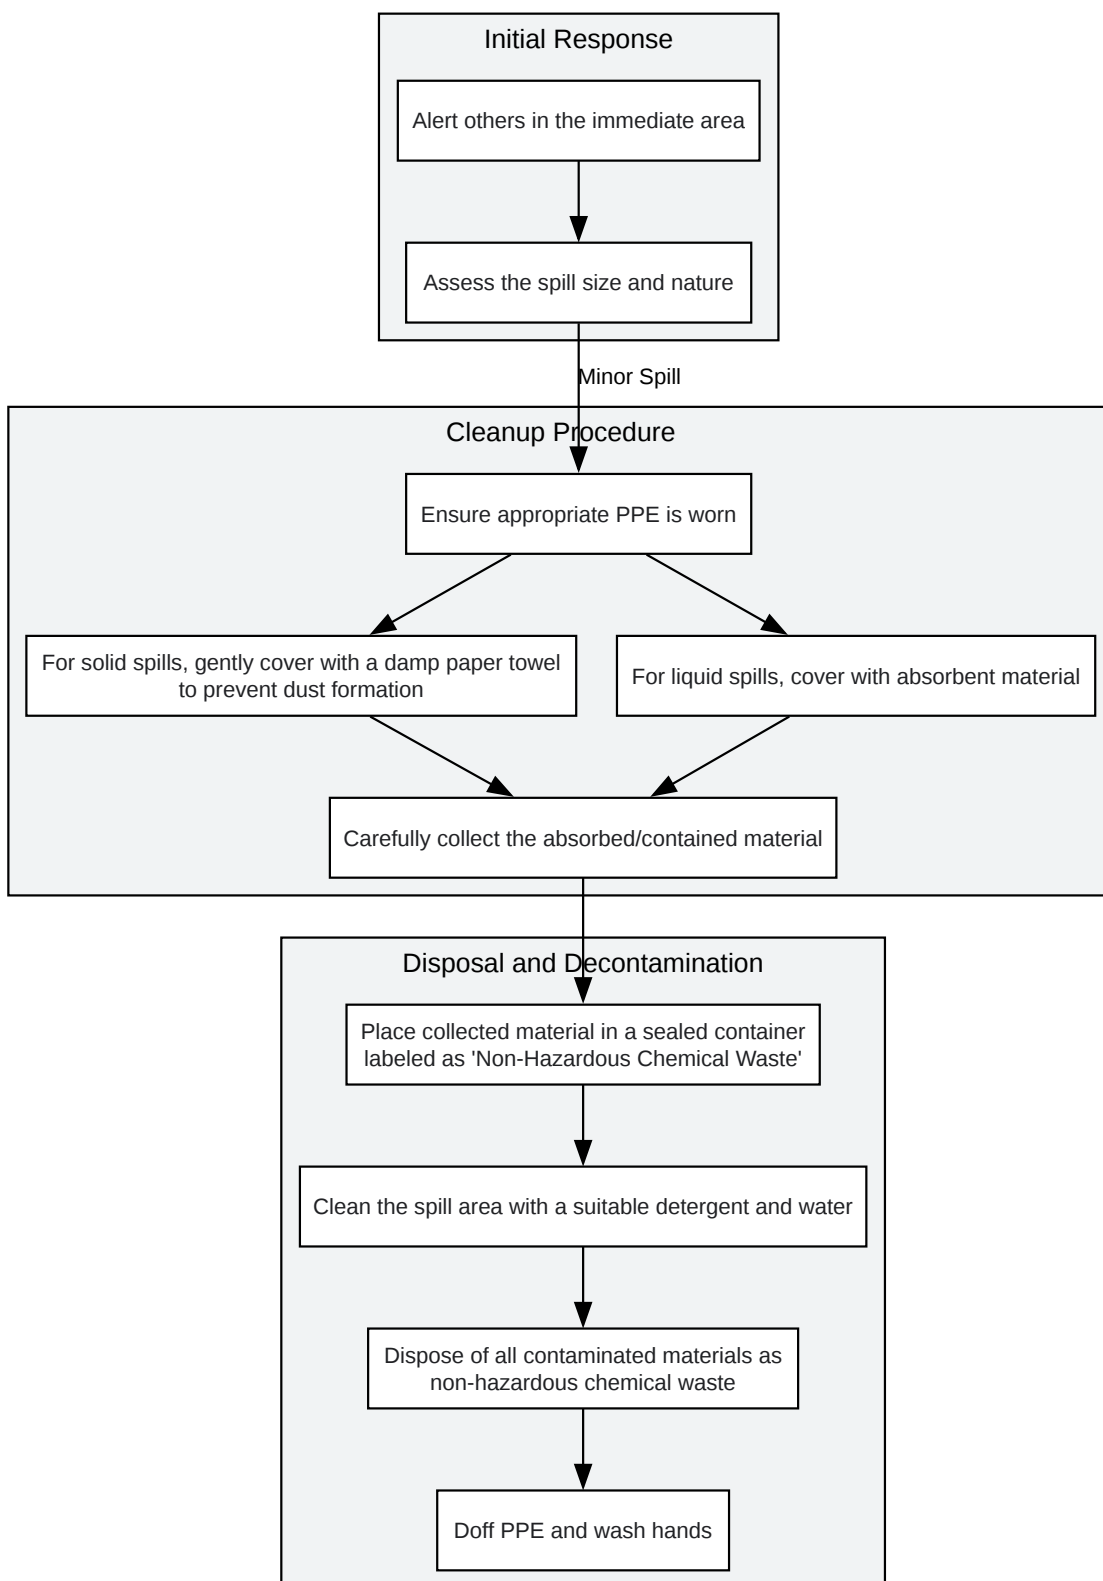 Initial Response
Alert others in the immediate area
Assess the spill size and nature
Minor Spill
Cleanup Procedure
Ensure appropriate PPE is worn
For solid spills, gently cover with a damp paper towel
to prevent dust formation
For liquid spills, cover with absorbent material
Carefully collect the absorbed/contained material
Disposal and Decontamination
Place collected material in a sealed container
labeled as 'Non-Hazardous Chemical Waste'
Clean the spill area with a suitable detergent and water
Dispose of all contaminated materials as
non-hazardous chemical waste
Doff PPE and wash hands